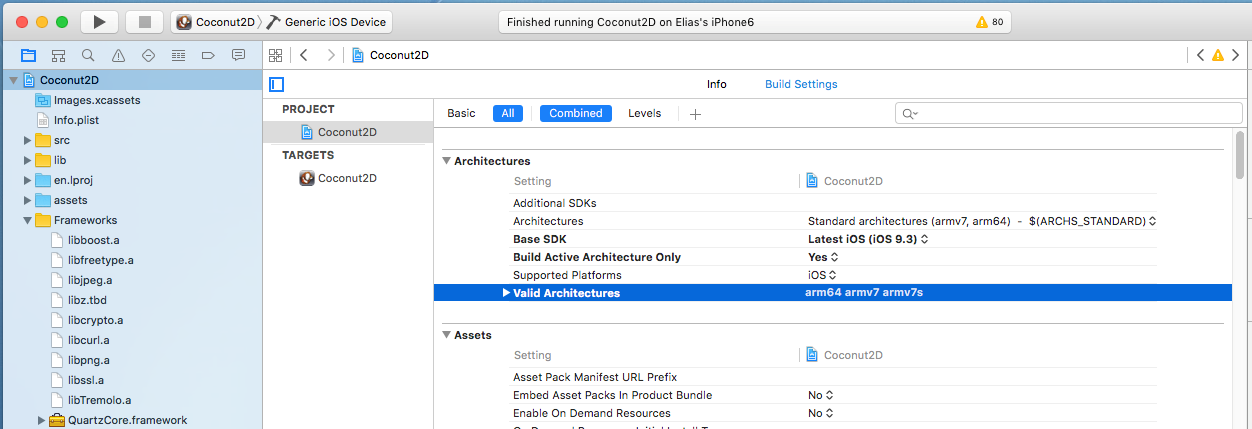 Coconut2D
Generic iOS Device
Finished running Coconut2D on Elias's iPhone6
80
Coconut2D
Images.xcassets
Info.plist
src
lib
en.lproj
assets
Frameworks
libboost.a
libfreetype.a
libjpeg.a
libz.tbd
libcrypto.a
libcurl.a
libpng.a
libssl.a
libTremolo.a
QuartzCore.framework
Coconut2D
Info
Build Settings
PROJECT
Coconut2D
TARGETS
Coconut2D
Basic
All
Combined
Levels
Architectures
Setting
Coconut2D
Additional SDKs
Architectures
Standard architectures (armv7, arm64) - $(ARCHS_STANDARD)
Base SDK
Latest iOS (iOS 9.3)
Build Active Architecture Only
Yes
Supported Platforms
iOS
Valid Architectures
arm64 armv7 armv7s
Assets
Setting
Coconut2D
Asset Pack Manifest URL Prefix
Embed Asset Packs In Product Bundle
No
Enable On Demand Resources
No